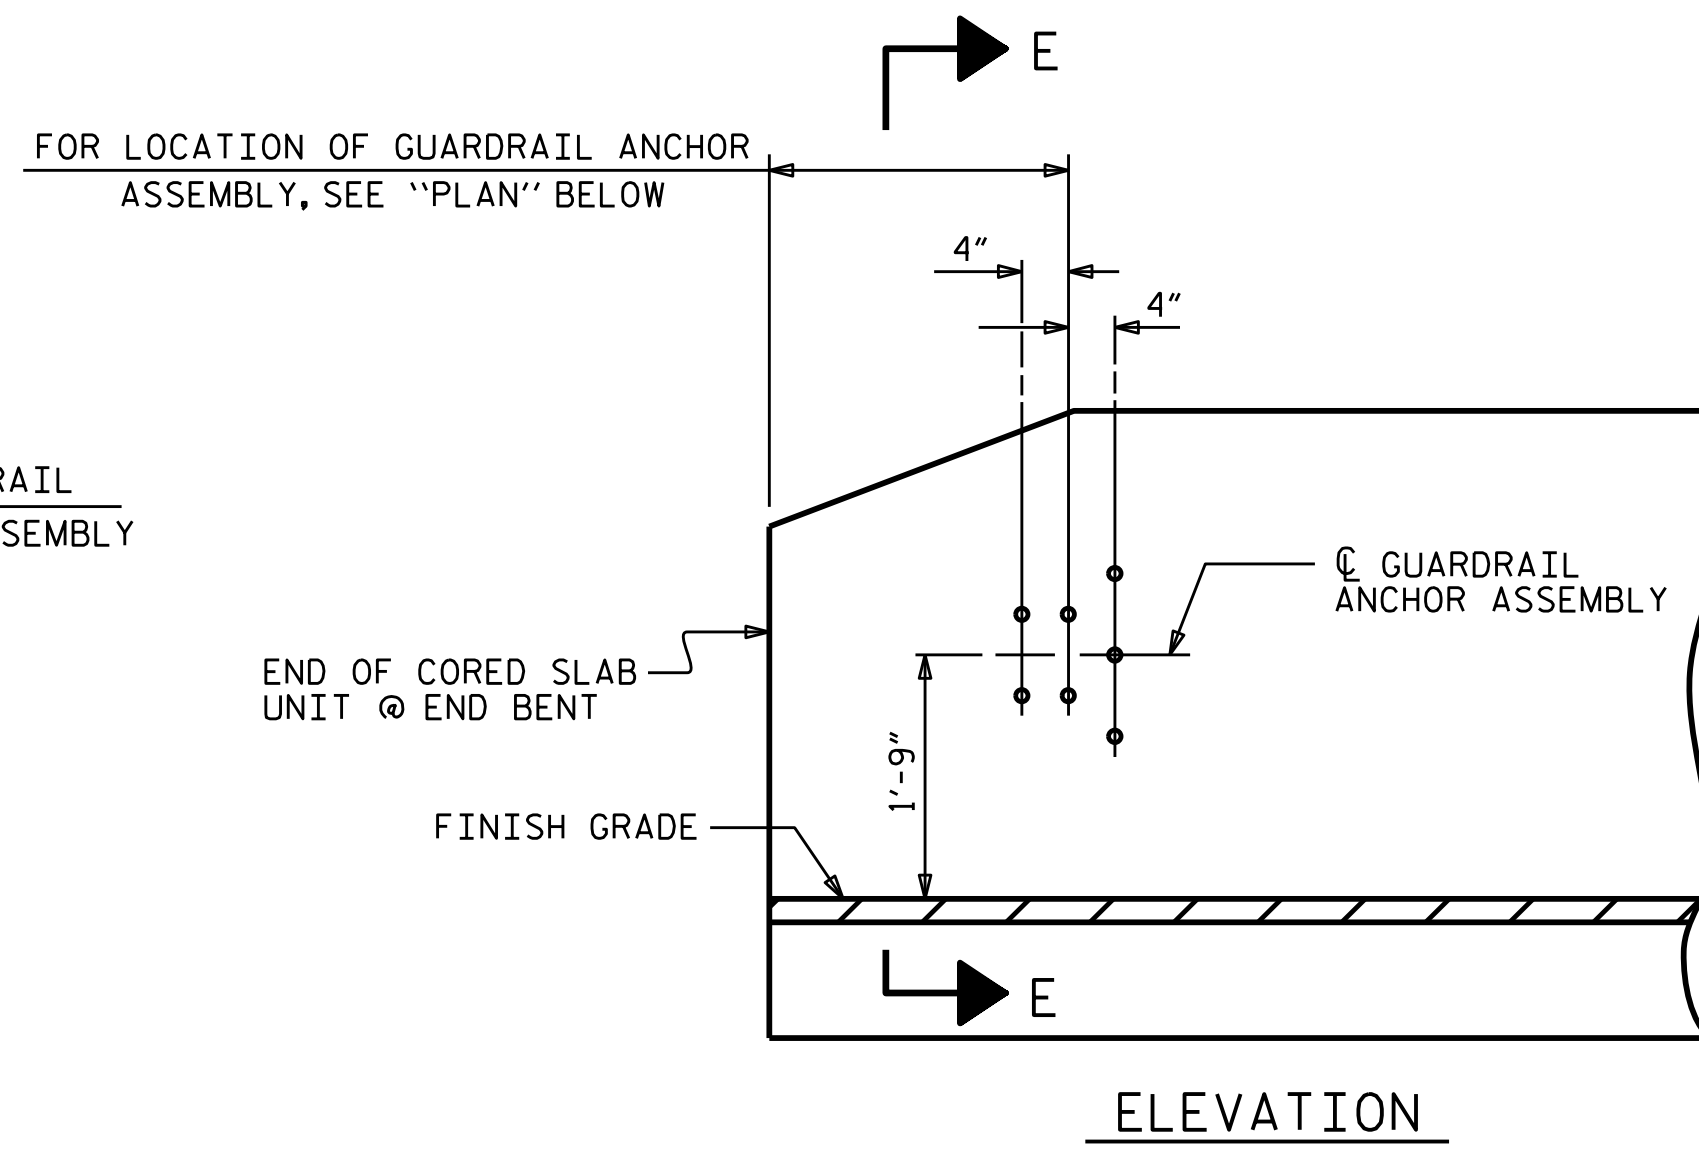 E
FOR LOCATION OF GUARDRAIL ANCHOR
ASSEMBLY, SEE ‵‵PLAN″ BELOW
4″
4″
RAIL
SEMBLY
℄ GUARDRAIL
ANCHOR ASSEMBLY
END OF CORED SLAB
UNIT @ END BENT
1′-9″
FINISH GRADE
E
ELEVATION